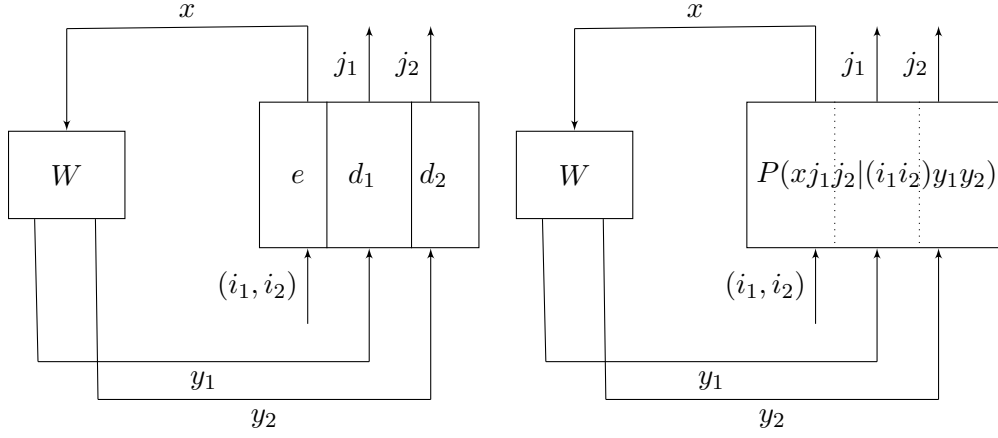 x
j₁ j₂
W
e d₁ d₂
(i₁, i₂)
y₁
y₂
x
j₁ j₂
W
P(xj₁j₂|(i₁i₂)y₁y₂)
(i₁, i₂)
y₁
y₂